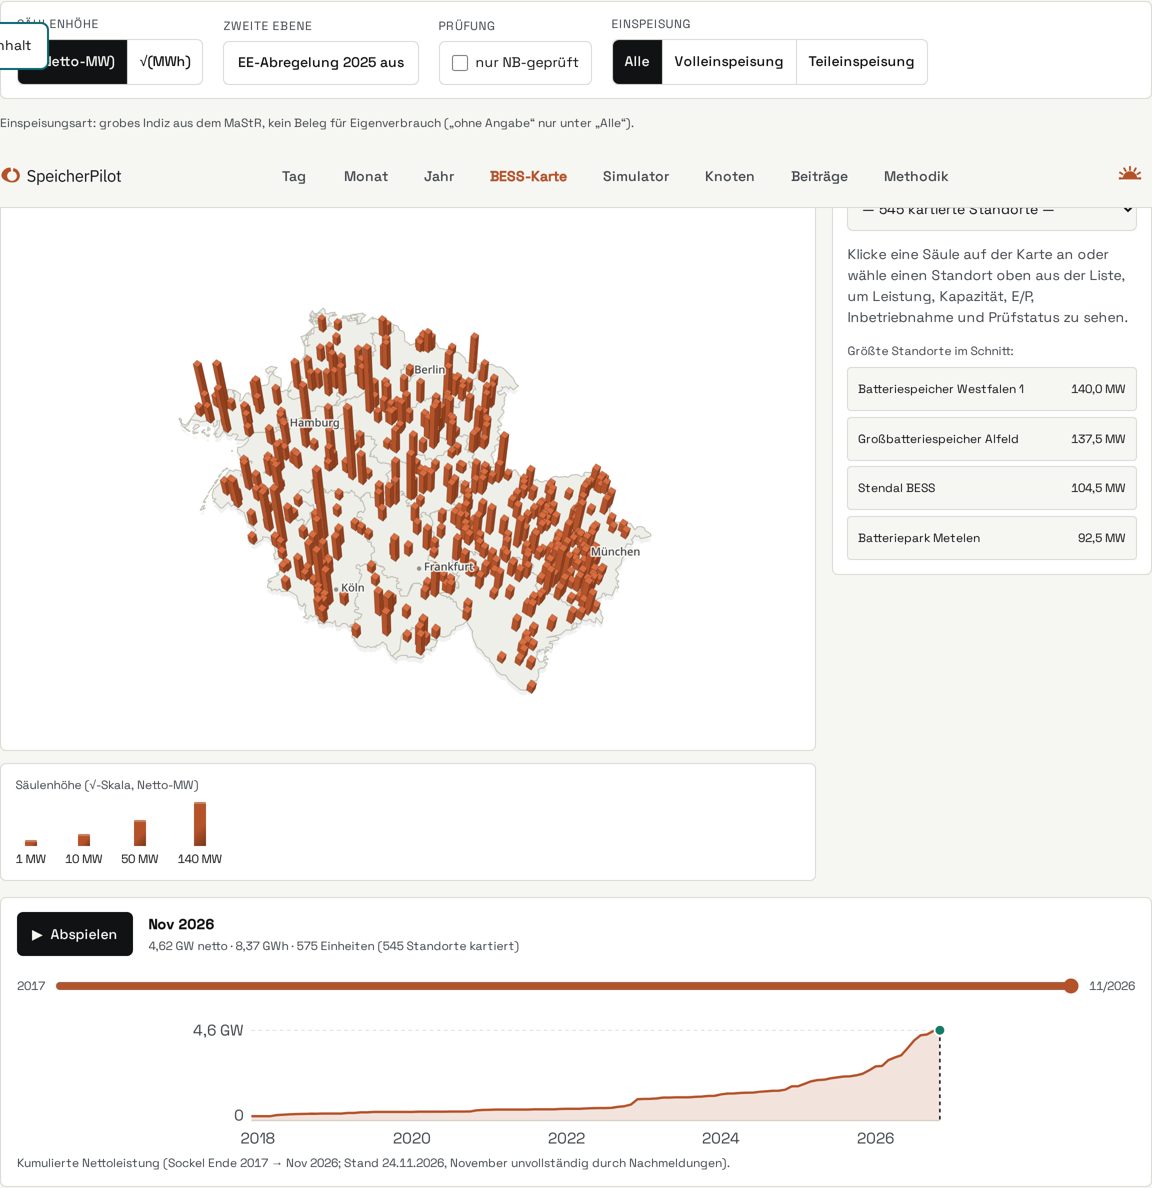 ZWEITE EBENE
PRÜFUNG
EINSPEISUNG
√(MWh)
EE-Abregelung 2025 aus
nur NB-geprüft
Alle
Volleinspeisung
Teileinspeisung
Einspeisungsart: grobes Indiz aus dem MaStR, kein Beleg für Eigenverbrauch („ohne Angabe“ nur unter „Alle“).
SpeicherPilot
Tag
Monat
Jahr
BESS-Karte
Simulator
Knoten
Beiträge
Methodik
— 545 kartierte Standorte —
Klicke eine Säule auf der Karte an oder
wähle einen Standort oben aus der Liste,
um Leistung, Kapazität, E/P,
Inbetriebnahme und Prüfstatus zu sehen.
Größte Standorte im Schnitt:
Batteriespeicher Westfalen 1 140,0 MW
Großbatteriespeicher Alfeld 137,5 MW
Stendal BESS 104,5 MW
Batteriepark Metelen 92,5 MW
Berlin
Hamburg
München
Frankfurt
Köln
Säulenhöhe (√-Skala, Netto-MW)
1 MW 10 MW 50 MW 140 MW
▶ Abspielen
Nov 2026
4,62 GW netto · 8,37 GWh · 575 Einheiten (545 Standorte kartiert)
2017
11/2026
4,6 GW
0
2018 2020 2022 2024 2026
Kumulierte Nettoleistung (Sockel Ende 2017 → Nov 2026; Stand 24.11.2026, November unvollständig durch Nachmeldungen).